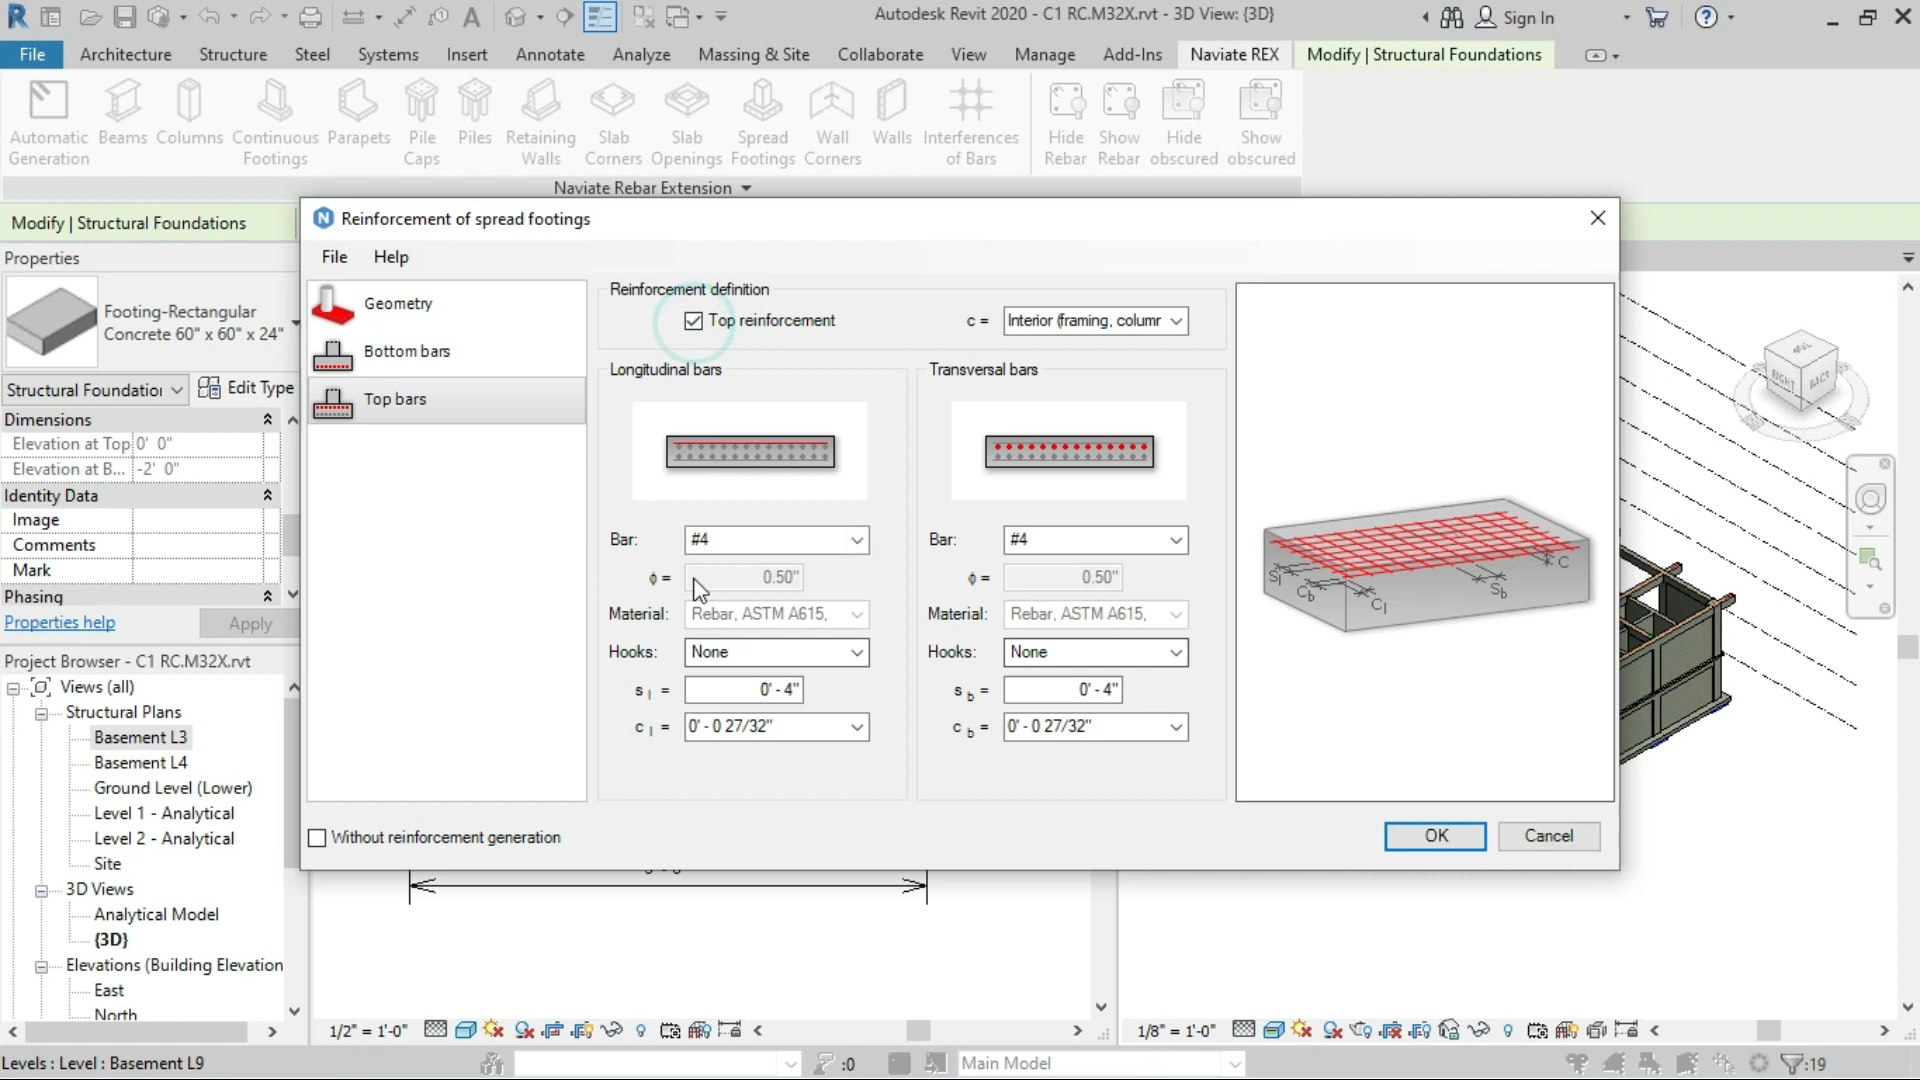 Autodesk Revit 2020 - C1 RC.M32X.rvt - 3D View: {3D}
Sign In
File Architecture Structure Steel Systems Insert Annotate Analyze Massing & Site Collaborate View Manage Add-Ins Naviate REX Modify | Structural Foundations
Automatic Generation
Beams
Columns
Continuous Footings
Parapets
Pile Caps
Piles
Retaining Walls
Slab Corners
Slab Openings
Spread Footings
Wall Corners
Walls
Interferences of Bars
Hide Rebar
Show Rebar
Hide obscured
Show obscured
Naviate Rebar Extension
Modify | Structural Foundations
Properties
Footing-Rectangular
Concrete 60" x 60" x 24"
Structural Foundation
Edit Type
Dimensions
Elevation at Top 0' 0"
Elevation at B... -2' 0"
Identity Data
Image
Comments
Mark
Phasing
Properties help
Apply
Project Browser - C1 RC.M32X.rvt
Views (all)
Structural Plans
Basement L3
Basement L4
Ground Level (Lower)
Level 1 - Analytical
Level 2 - Analytical
Site
3D Views
Analytical Model
{3D}
Elevations (Building Elevation
East
North
Reinforcement of spread footings
File Help
Geometry
Bottom bars
Top bars
Reinforcement definition
Top reinforcement
c = Interior (framing, columr
Longitudinal bars
Bar: #4
ϕ = 0.50"
Material: Rebar, ASTM A615,
Hooks: None
s l = 0' - 4"
c l = 0' - 0 27/32"
Transversal bars
Bar: #4
ϕ = 0.50"
Material: Rebar, ASTM A615,
Hooks: None
s b = 0' - 4"
c b = 0' - 0 27/32"
Sl
Cb
Cl
Sb
C
Without reinforcement generation
OK
Cancel
TOP
RIGHT
BACK
1/2" = 1'-0"
1/8" = 1'-0"
Levels : Level : Basement L9
:0
Main Model
:19